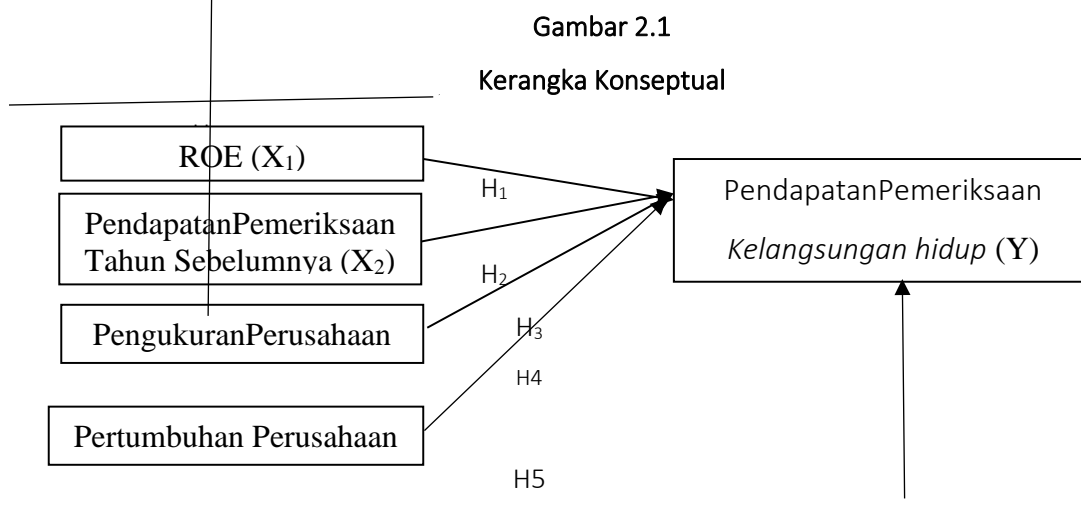 Gambar 2.1
Kerangka Konseptual
ROE (X₁)
H₁
PendapatanPemeriksaan
Tahun Sebelumnya (X₂)
H₂
PengukuranPerusahaan
H₃
H4
Pertumbuhan Perusahaan
H5
PendapatanPemeriksaan
Kelangsungan hidup (Y)